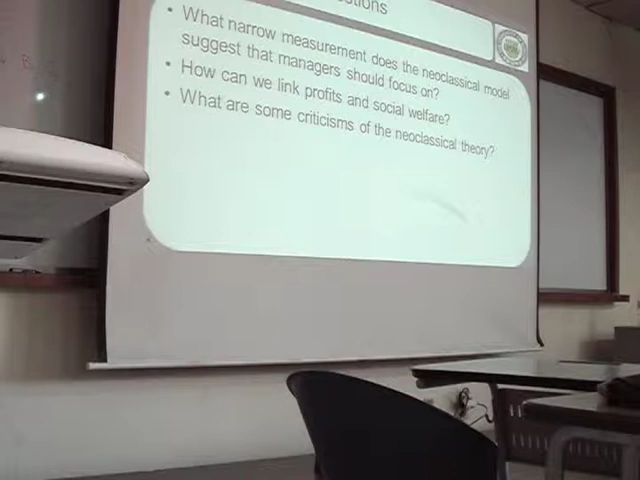 • What narrow measurement does the neoclassical model
suggest that managers should focus on?
• How can we link profits and social welfare?
• What are some criticisms of the neoclassical theory?